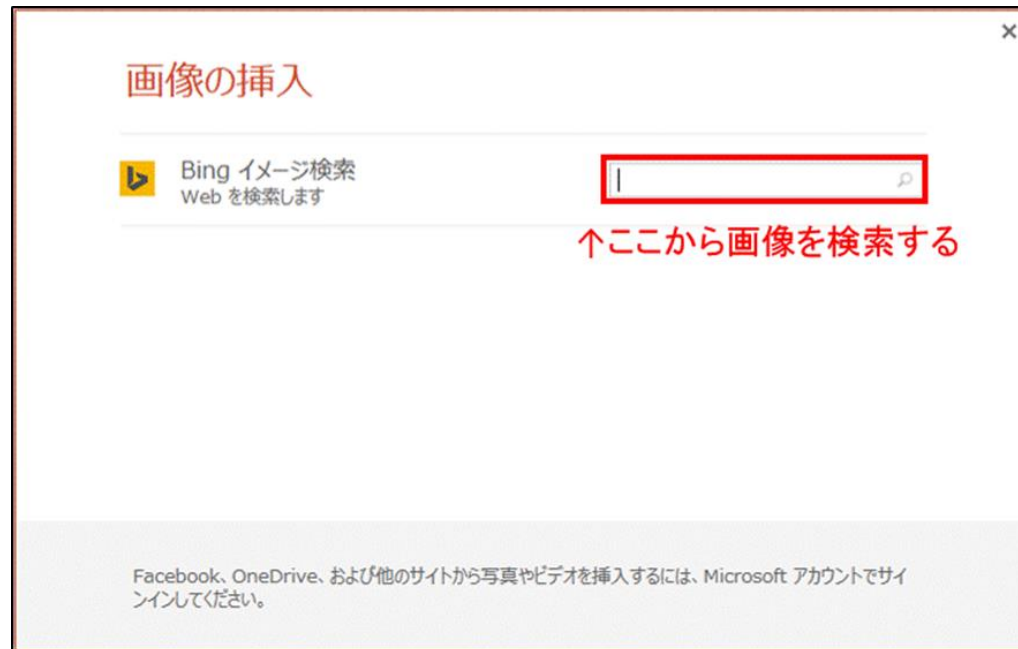 画像の挿入
Bing イメージ検索
Web を検索します
↑ここから画像を検索する
Facebook、OneDrive、および他のサイトから写真やビデオを挿入するには、Microsoft アカウントでサイ
ンインしてください。